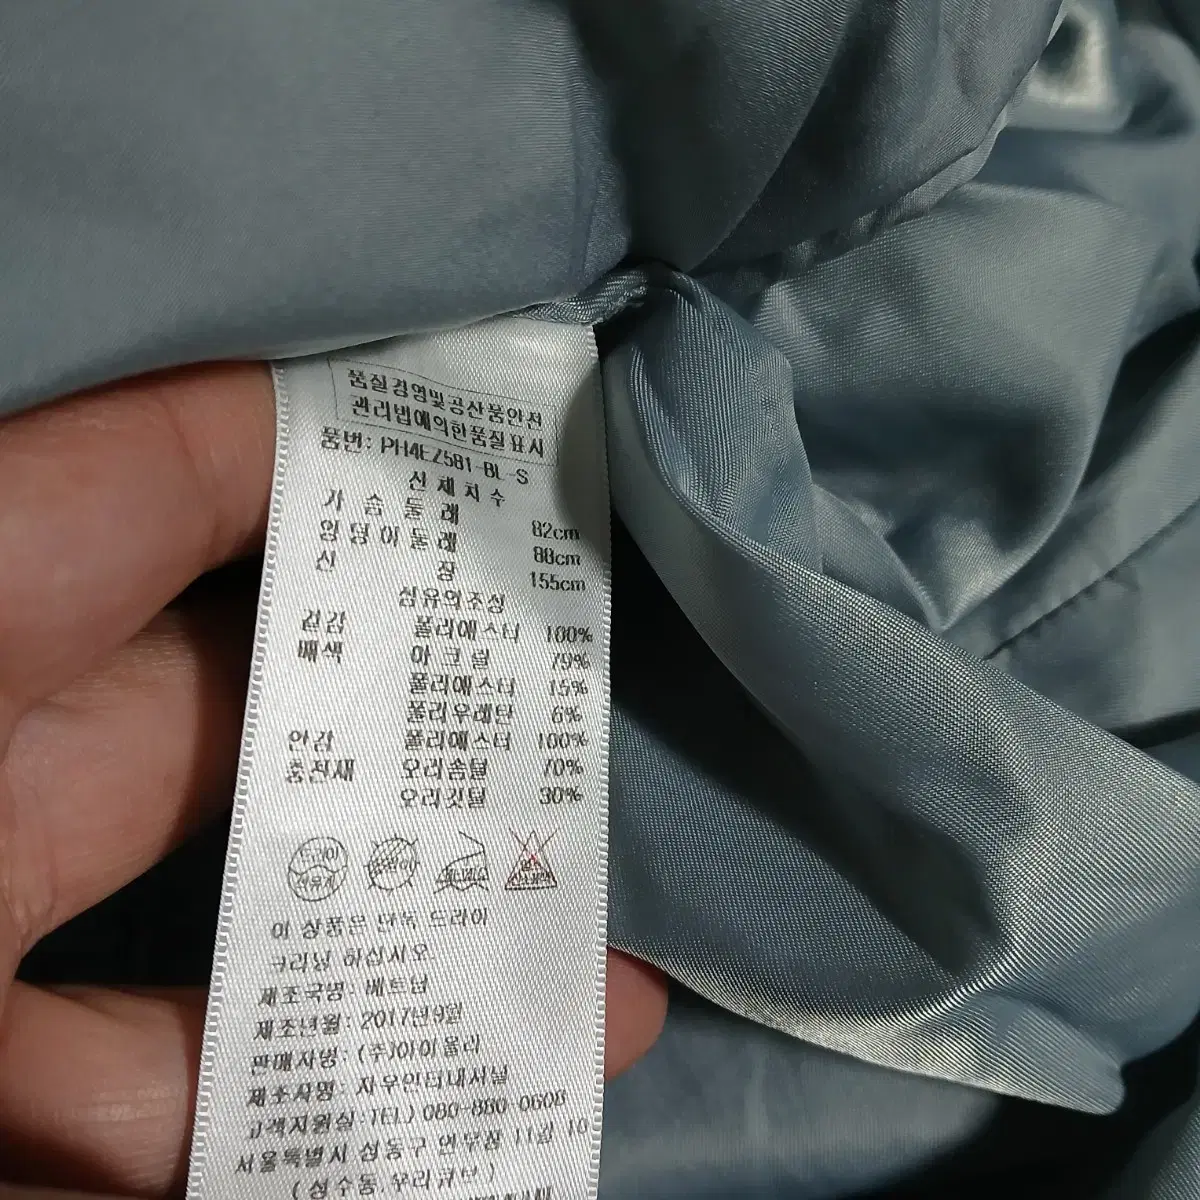 품질경영및공산품안전
관리법에의한품질표시
품번: PH4EZ581-BL-S
신 체 치 수
가 슴 둘 레 82cm
엉덩이둘레 88cm
신 장 155cm
섬유의조성
겉감 폴리에스터 100%
배색 아 크 릴 79%
폴리에스터 15%
폴리우레탄 6%
안감 폴리에스터 100%
충전재 오리솜털 70%
오리깃털 30%
드라이
석유계
이 상품은 단독 드라이
크리닝 하십시오.
제조국명: 베트남
제조년월: 2017년9월
판매자명: (주)아이올리
제조사명: 자우인터내셔널
고객지원실:TEL) 080-880-0608
서울특별시 성동구 연무장 11길 10
(성수동,우리큐브)